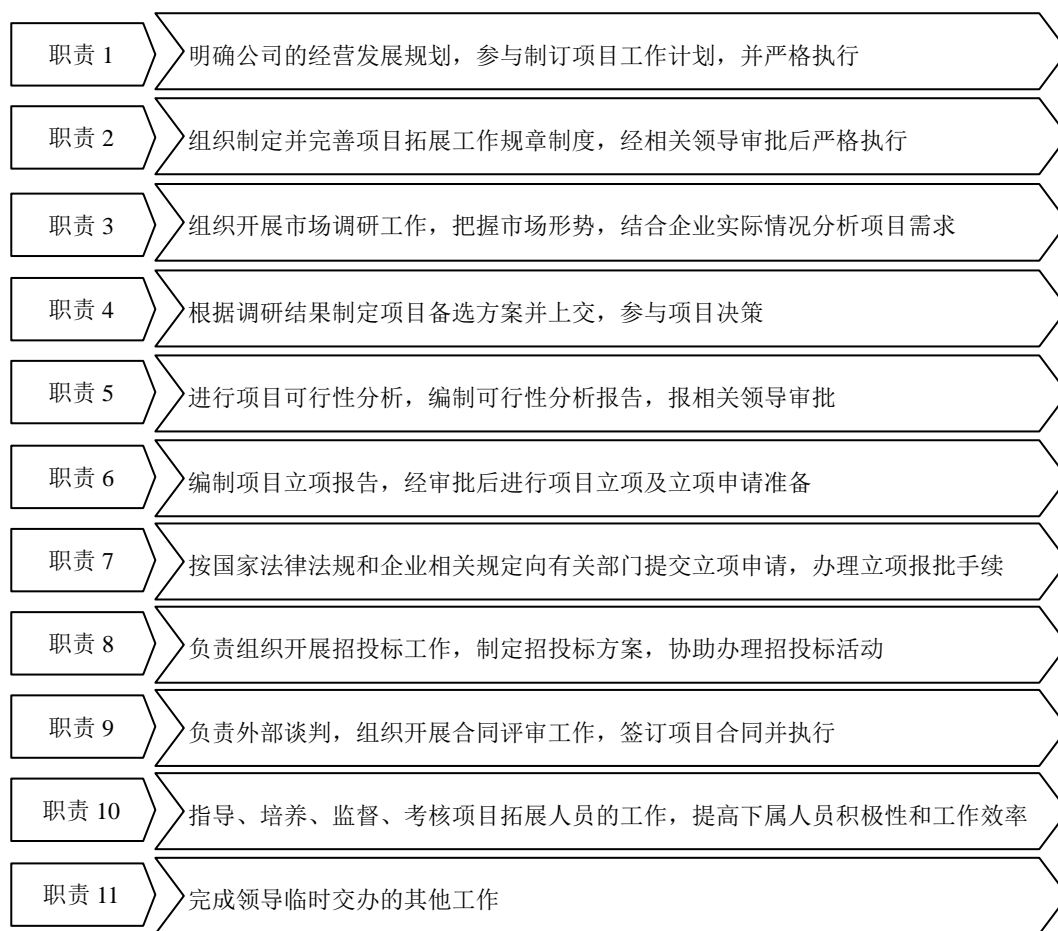 职责 1
明确公司的经营发展规划，参与制订项目工作计划，并严格执行
职责 2
组织制定并完善项目拓展工作规章制度，经相关领导审批后严格执行
职责 3
组织开展市场调研工作，把握市场形势，结合企业实际情况分析项目需求
职责 4
根据调研结果制定项目备选方案并上交，参与项目决策
职责 5
进行项目可行性分析，编制可行性分析报告，报相关领导审批
职责 6
编制项目立项报告，经审批后进行项目立项及立项申请准备
职责 7
按国家法律法规和企业相关规定向有关部门提交立项申请，办理立项报批手续
职责 8
负责组织开展招投标工作，制定招投标方案，协助办理招投标活动
职责 9
负责外部谈判，组织开展合同评审工作，签订项目合同并执行
职责 10
指导、培养、监督、考核项目拓展人员的工作，提高下属人员积极性和工作效率
职责 11
完成领导临时交办的其他工作